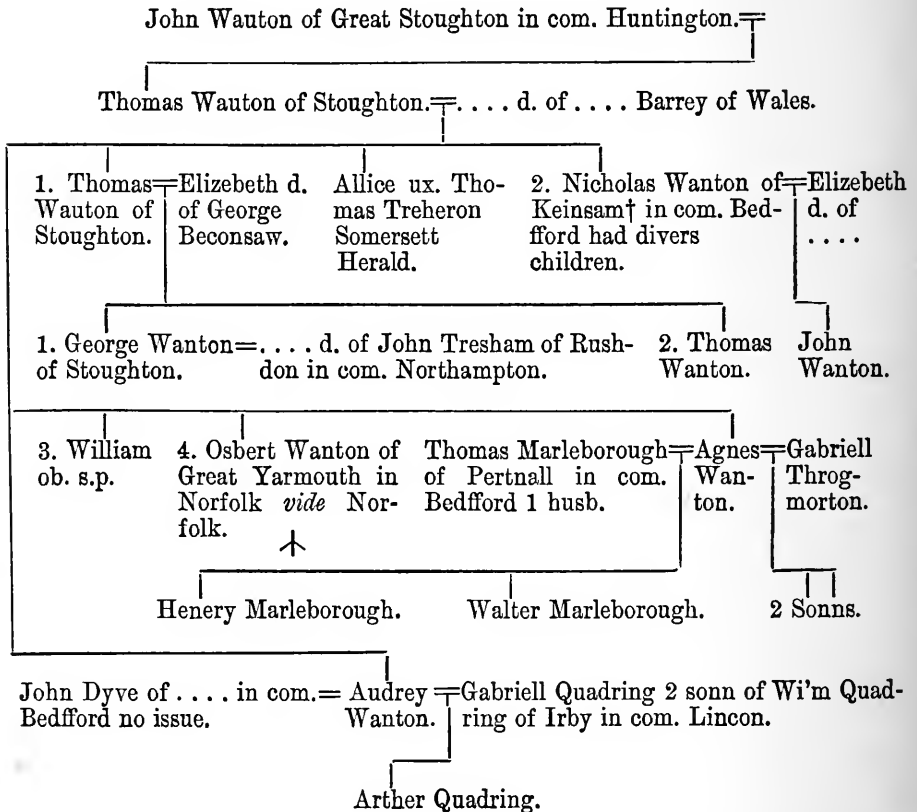 John Wauton of Great Stoughton in com. Huntington.
Thomas Wauton of Stoughton. . . . . d. of . . . . Barrey of Wales.
1. Thomas
Wauton of
Stoughton.
Elizebeth d.
of George
Beconsaw.
Allice ux. Tho-
mas Treheron
Somersett
Herald.
2. Nicholas Wanton of
Keinsam† in com. Bed-
fford had divers
children.
Elizebeth
d. of
. . . .
1. George Wanton
of Stoughton.
= . . . . d. of John Tresham of Rush-
don in com. Northampton.
2. Thomas
Wanton.
John
Wanton.
3. William
ob. s.p.
4. Osbert Wanton of
Great Yarmouth in
Norfolk vide Nor-
folk.
Thomas Marleborough
of Pertnall in com.
Bedfford 1 husb.
Agnes
Wan-
ton.
Gabriell
Throg-
morton.
Henery Marleborough.
Walter Marleborough.
2 Sonns.
John Dyve of . . . . in com. =
Bedfford no issue.
Audrey
Wanton.
Gabriell Quadring 2 sonn of Wi'm Quad-
ring of Irby in com. Lincon.
Arther Quadring.